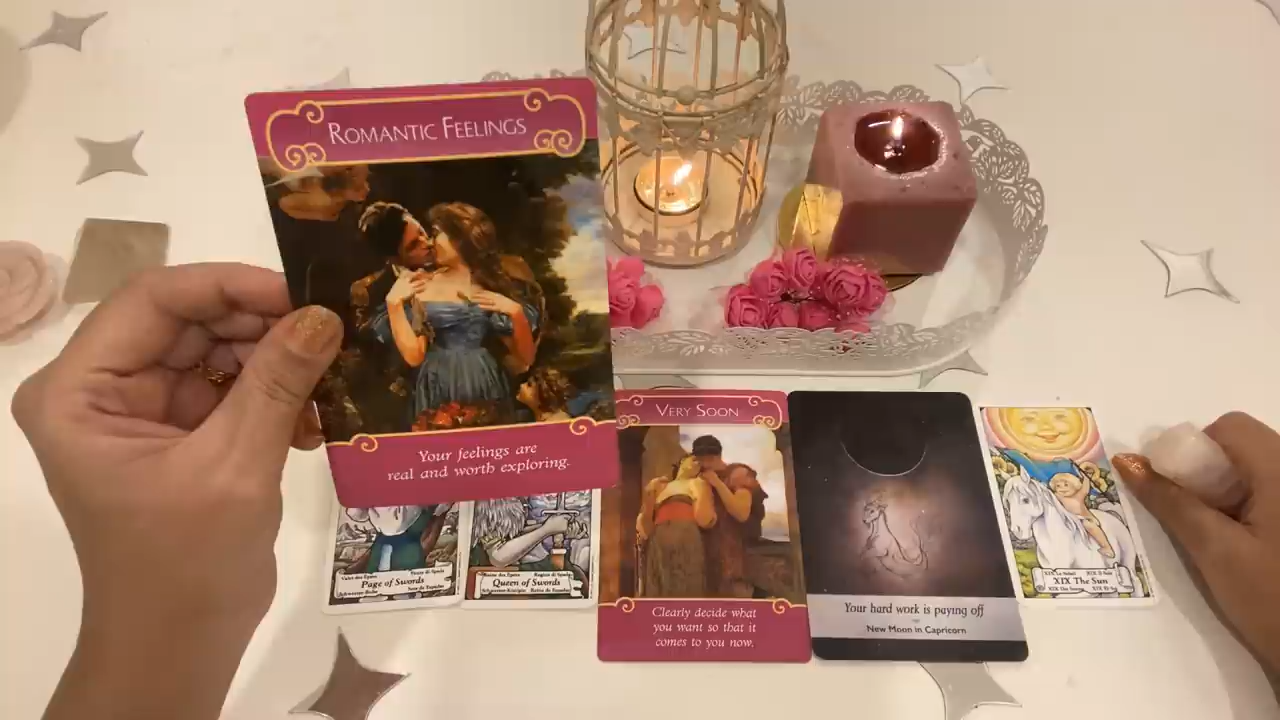 ROMANTIC FEELINGS
Your feelings are
real and worth exploring.
Page of Swords
Queen of Swords
VERY SOON
Clearly decide what
you want so that it
comes to you now.
Your hard work is paying off
New Moon in Capricorn
XIX The Sun